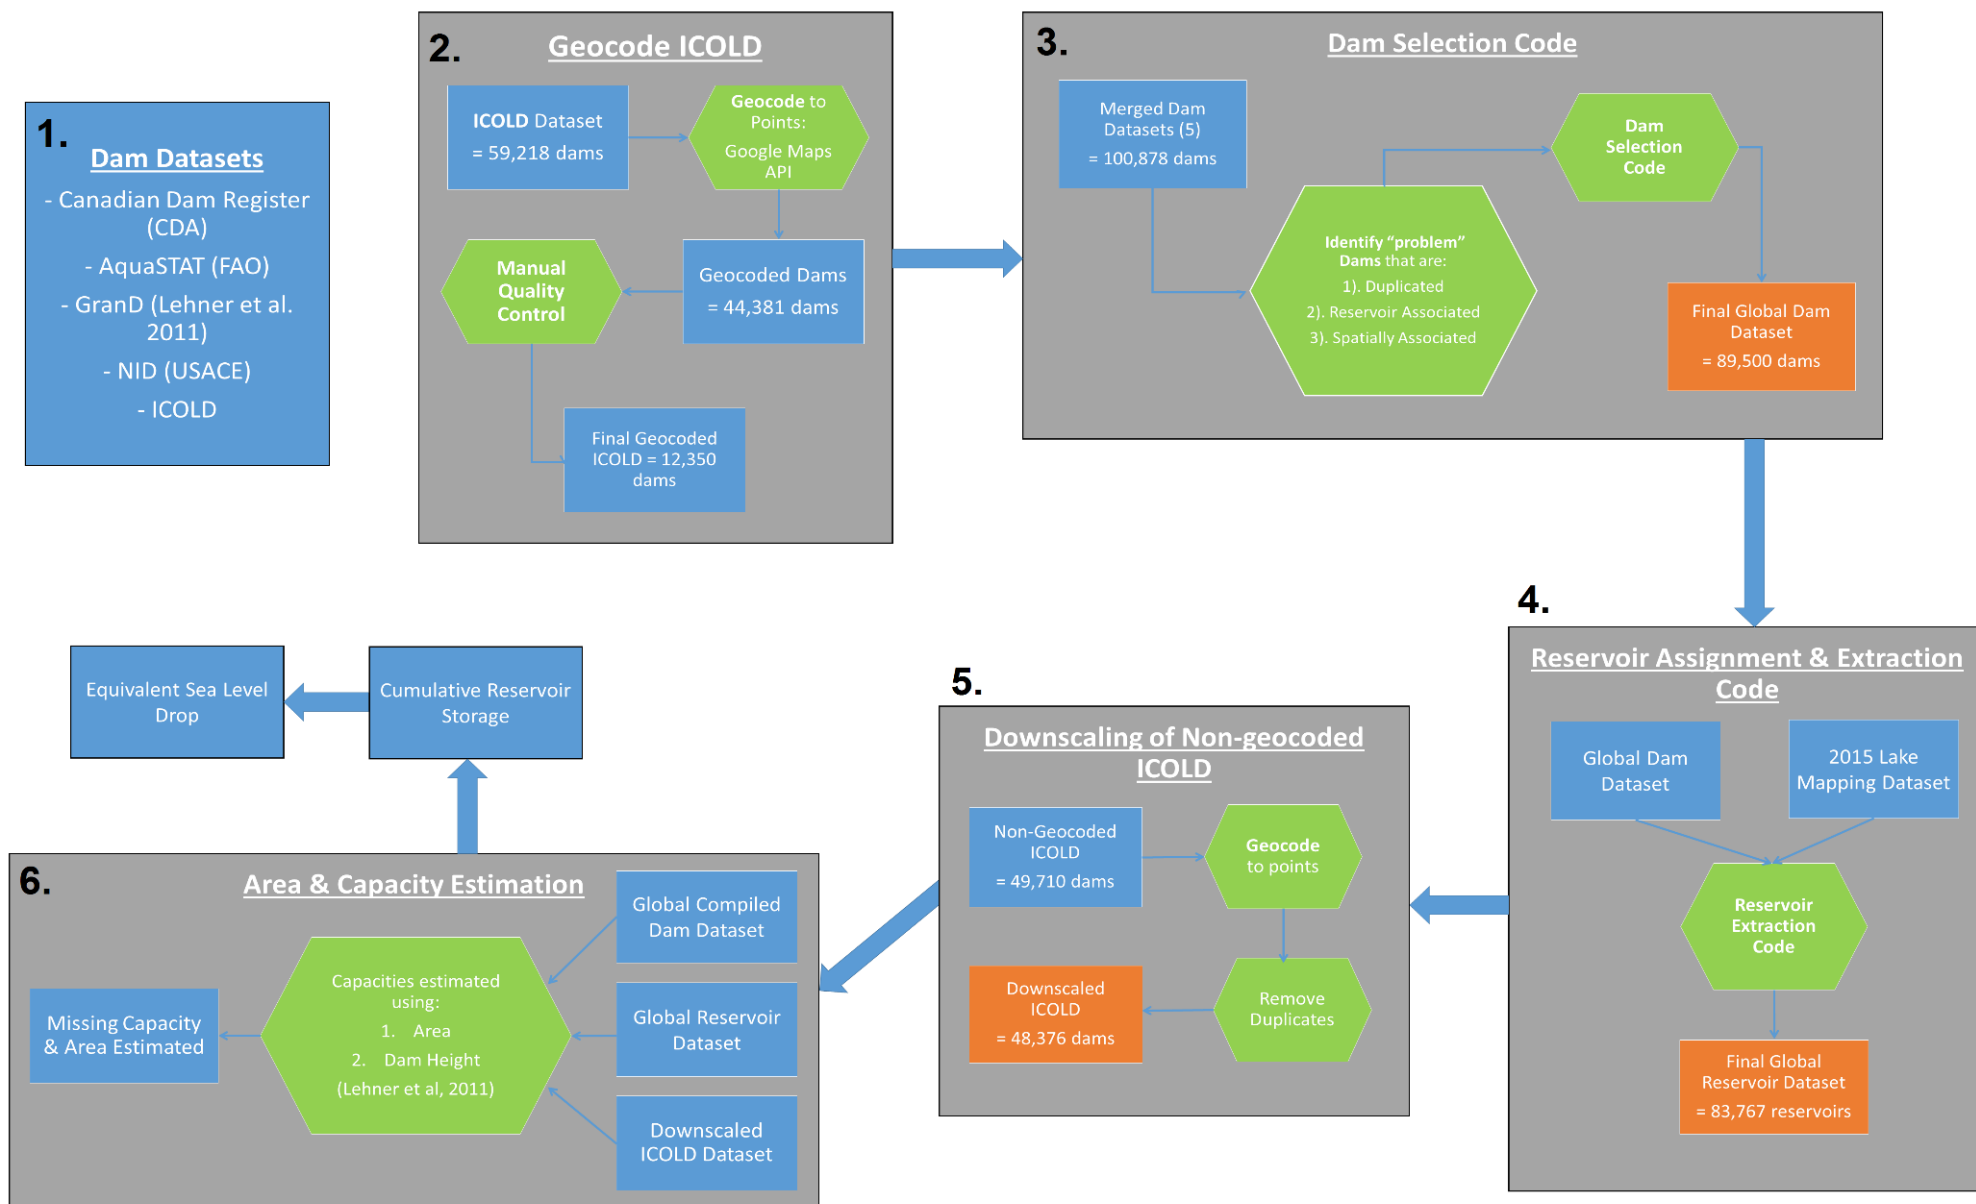 1.
Dam Datasets
- Canadian Dam Register
(CDA)
- AquaSTAT (FAO)
- GranD (Lehner et al.
2011)
- NID (USACE)
- ICOLD
2.
Geocode ICOLD
ICOLD Dataset
= 59,218 dams
Geocode to
Points:
Google Maps
API
Manual
Quality
Control
Geocoded Dams
= 44,381 dams
Final Geocoded
ICOLD = 12,350
dams
3.
Dam Selection Code
Merged Dam
Datasets (5)
= 100,878 dams
Identify “problem”
Dams that are:
1). Duplicated
2). Reservoir Associated
3). Spatially Associated
Dam
Selection
Code
Final Global Dam
Dataset
= 89,500 dams
4.
Reservoir Assignment & Extraction
Code
Global Dam
Dataset
2015 Lake
Mapping Dataset
Reservoir
Extraction
Code
Final Global
Reservoir Dataset
= 83,767 reservoirs
5.
Downscaling of Non-geocoded
ICOLD
Non-Geocoded
ICOLD
= 49,710 dams
Geocode
to points
Remove
Duplicates
Downscaled
ICOLD
= 48,376 dams
6.
Area & Capacity Estimation
Global Compiled
Dam Dataset
Global Reservoir
Dataset
Downscaled
ICOLD Dataset
Capacities estimated
using:
1. Area
2. Dam Height
(Lehner et al, 2011)
Missing Capacity
& Area Estimated
Cumulative Reservoir
Storage
Equivalent Sea Level
Drop